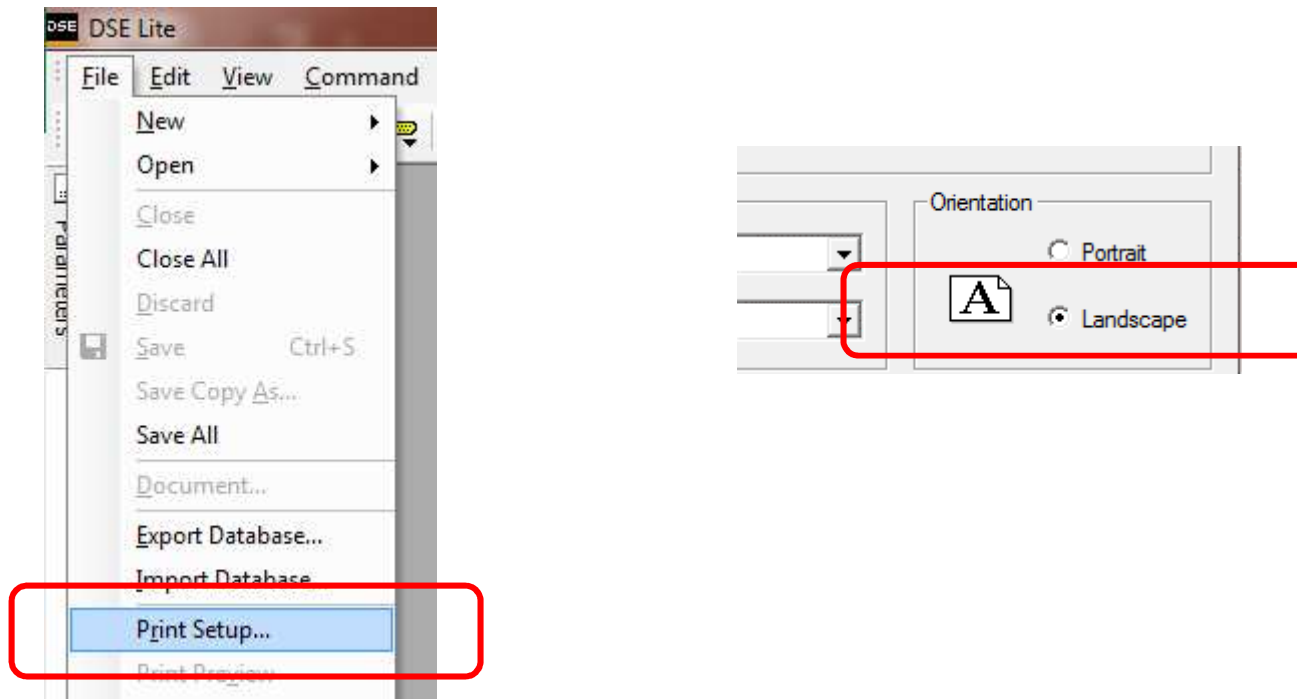 DSE DSE Lite
File Edit View Command
New
Open
Close
Close All
Discard
Save Ctrl+S
Save Copy As...
Save All
Document...
Export Database...
Import Database...
Print Setup...
Print Preview
Parameters
Orientation
Portrait
A Landscape